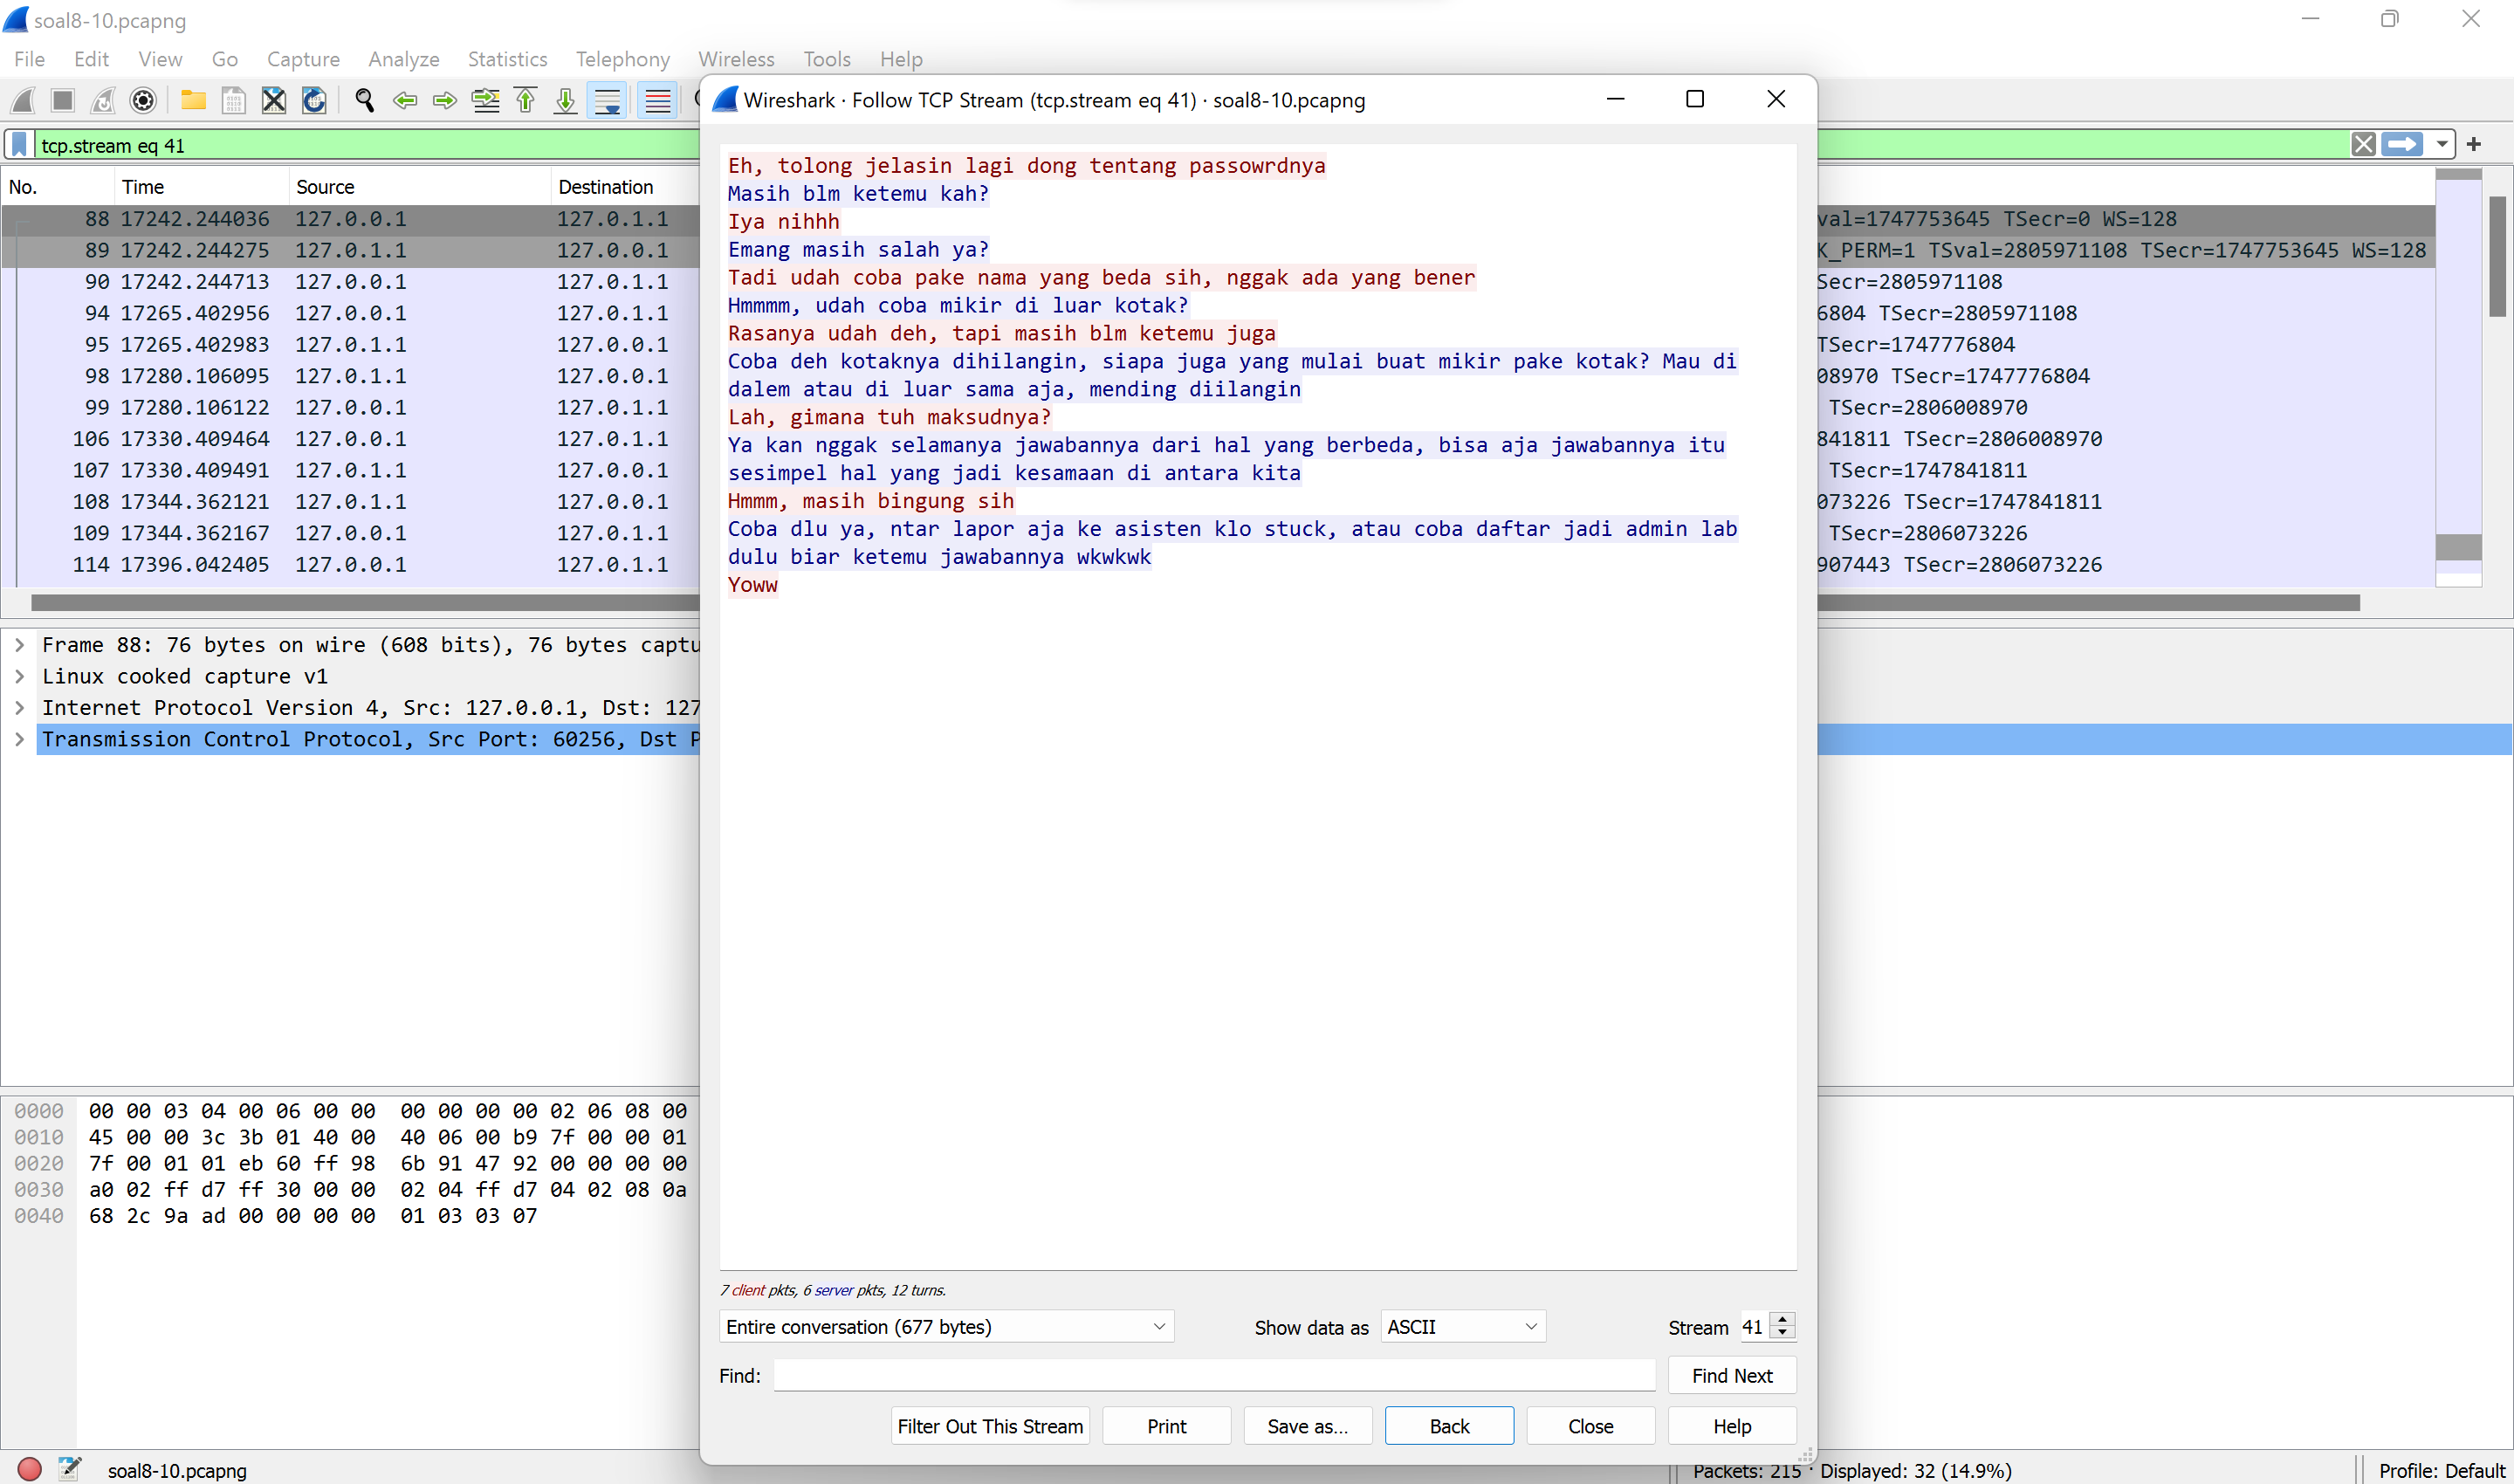 soal8-10.pcapng
File Edit View Go Capture Analyze Statistics Telephony Wireless Tools Help
Wireshark · Follow TCP Stream (tcp.stream eq 41) · soal8-10.pcapng
tcp.stream eq 41
No. Time Source Destination
88 17242.244036 127.0.0.1 127.0.1.1
89 17242.244275 127.0.1.1 127.0.0.1
90 17242.244713 127.0.0.1 127.0.1.1
94 17265.402956 127.0.0.1 127.0.1.1
95 17265.402983 127.0.1.1 127.0.0.1
98 17280.106095 127.0.1.1 127.0.0.1
99 17280.106122 127.0.0.1 127.0.1.1
106 17330.409464 127.0.0.1 127.0.1.1
107 17330.409491 127.0.1.1 127.0.0.1
108 17344.362121 127.0.1.1 127.0.0.1
109 17344.362167 127.0.0.1 127.0.1.1
114 17396.042405 127.0.0.1 127.0.1.1
val=1747753645 TSecr=0 WS=128
K_PERM=1 TSval=2805971108 TSecr=1747753645 WS=128
Secr=2805971108
6804 TSecr=2805971108
TSecr=1747776804
08970 TSecr=1747776804
TSecr=2806008970
841811 TSecr=2806008970
TSecr=1747841811
073226 TSecr=1747841811
TSecr=2806073226
907443 TSecr=2806073226
Eh, tolong jelasin lagi dong tentang passowrdnya
Masih blm ketemu kah?
Iya nihhh
Emang masih salah ya?
Tadi udah coba pake nama yang beda sih, nggak ada yang bener
Hmmmm, udah coba mikir di luar kotak?
Rasanya udah deh, tapi masih blm ketemu juga
Coba deh kotaknya dihilangin, siapa juga yang mulai buat mikir pake kotak? Mau di
dalem atau di luar sama aja, mending diilangin
Lah, gimana tuh maksudnya?
Ya kan nggak selamanya jawabannya dari hal yang berbeda, bisa aja jawabannya itu
sesimpel hal yang jadi kesamaan di antara kita
Hmmm, masih bingung sih
Coba dlu ya, ntar lapor aja ke asisten klo stuck, atau coba daftar jadi admin lab
dulu biar ketemu jawabannya wkwkwk
Yoww
Frame 88: 76 bytes on wire (608 bits), 76 bytes captu
Linux cooked capture v1
Internet Protocol Version 4, Src: 127.0.0.1, Dst: 127
Transmission Control Protocol, Src Port: 60256, Dst P
0000 00 00 03 04 00 06 00 00 00 00 00 00 02 06 08 00
0010 45 00 00 3c 3b 01 40 00 40 06 00 b9 7f 00 00 01
0020 7f 00 01 01 eb 60 ff 98 6b 91 47 92 00 00 00 00
0030 a0 02 ff d7 ff 30 00 00 02 04 ff d7 04 02 08 0a
0040 68 2c 9a ad 00 00 00 00 01 03 03 07
7 client pkts, 6 server pkts, 12 turns.
Entire conversation (677 bytes) Show data as ASCII Stream 41
Find: Find Next
Filter Out This Stream Print Save as... Back Close Help
soal8-10.pcapng Packets: 215 · Displayed: 32 (14.9%) Profile: Default